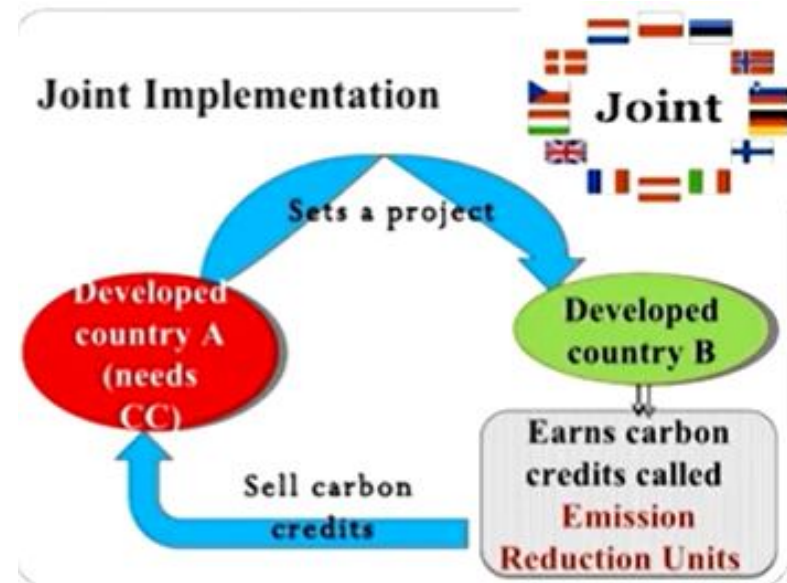 Joint Implementation
Joint
Sets a project
Developed
country A
(needs
CC)
Developed
country B
Earns carbon
credits called
Emission
Reduction Units
Sell carbon
credits